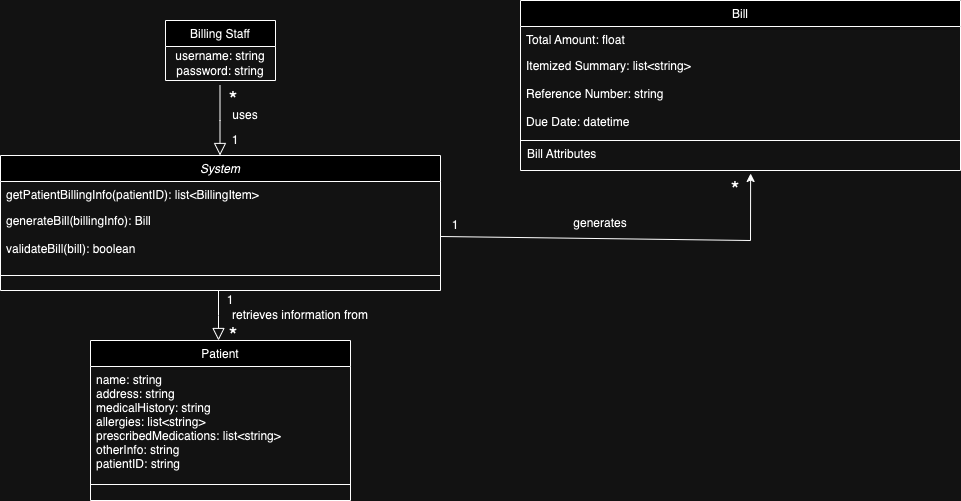 Billing Staff
username: string
password: string
*
uses
1
System
getPatientBillingInfo(patientID): list<BillingItem>
generateBill(billingInfo): Bill
validateBill(bill): boolean
1
retrieves information from
*
Patient
name: string
address: string
medicalHistory: string
allergies: list<string>
prescribedMedications: list<string>
otherInfo: string
patientID: string
Bill
Total Amount: float
Itemized Summary: list<string>
Reference Number: string
Due Date: datetime
Bill Attributes
*
1
generates